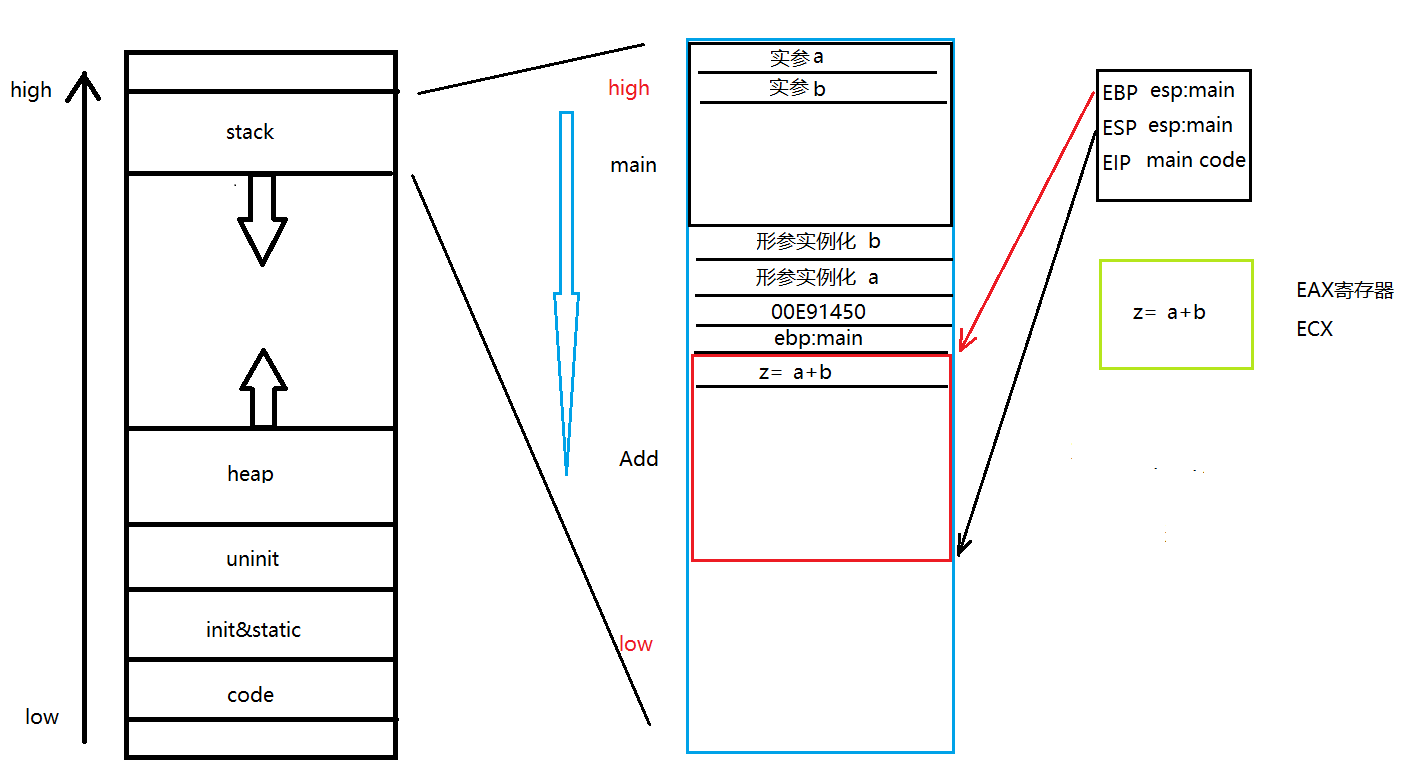 high
stack
heap
uninit
init&static
code
low
high
main
Add
low
实参 a
实参 b
形参实例化 b
形参实例化 a
00E91450
ebp:main
z= a+b
EBP esp:main
ESP esp:main
EIP main code
z= a+b
EAX寄存器
ECX